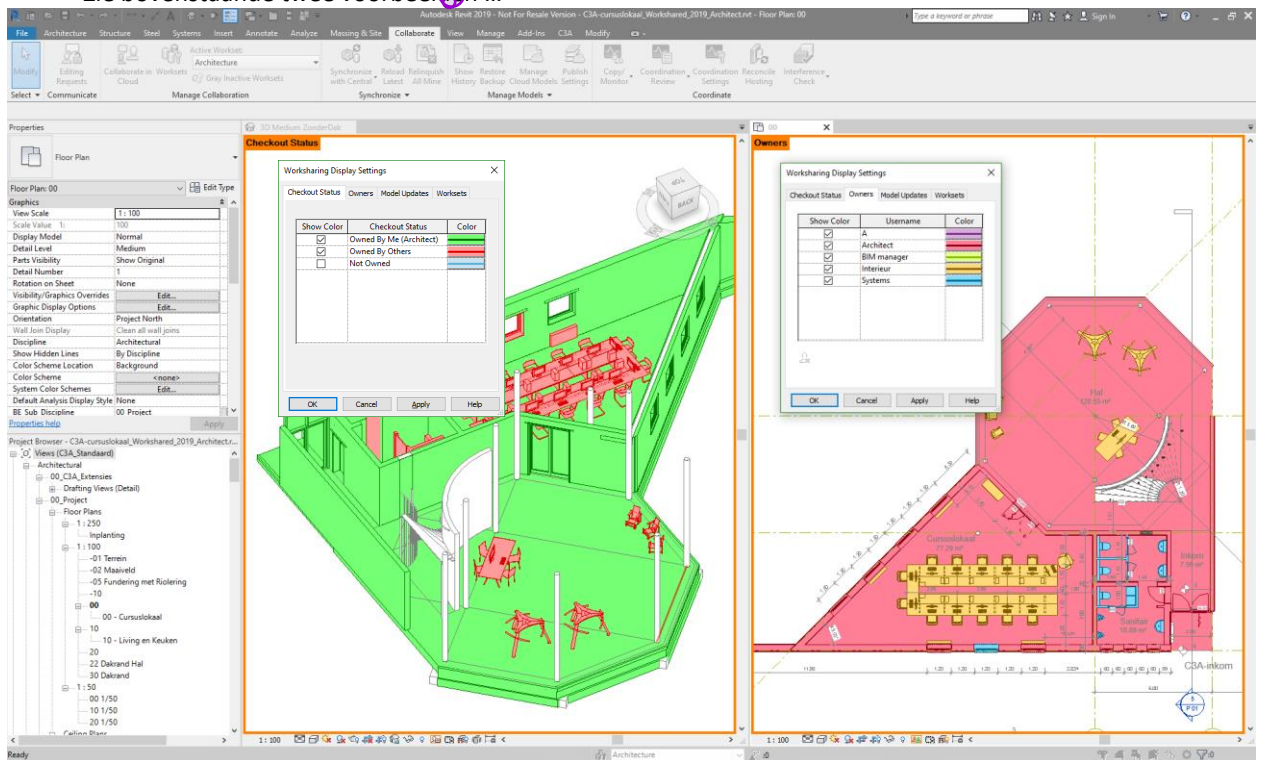 Zie bovenstaande twee voorbeelden ...
Autodesk Revit 2019 - Not For Resale Version - C3A-cursuslokaal_Workshared_2019_Architect.rvt - Floor Plan: 00
Type a keyword or phrase
Sign In
File Architecture Structure Steel Systems Insert Annotate Analyze Massing & Site Collaborate View Manage Add-Ins C3A Modify
Modify
Editing Requests
Collaborate in Cloud
Worksets
Active Workset:
Architecture
Gray Inactive Worksets
Synchronize with Central
Reload Latest
Relinquish All Mine
Show History
Restore Backup
Manage Cloud Models
Publish Settings
Copy/ Monitor
Coordination Review
Coordination Settings
Reconcile Hosting
Interference Check
Select Communicate Manage Collaboration Synchronize Manage Models Coordinate
Properties
Floor Plan
Floor Plan: 00 Edit Type
Graphics
View Scale 1 : 100
Scale Value 1: 100
Display Model Normal
Detail Level Medium
Parts Visibility Show Original
Detail Number 1
Rotation on Sheet None
Visibility/Graphics Overrides Edit...
Graphic Display Options Edit...
Orientation Project North
Wall Join Display Clean all wall joins
Discipline Architectural
Show Hidden Lines By Discipline
Color Scheme Location Background
Color Scheme <none>
System Color Schemes Edit...
Default Analysis Display Style None
BE Sub Discipline 00 Project
Properties help Apply
Project Browser - C3A-cursuslokaal_Workshared_2019_Architect.r...
Views (C3A_Standaard)
Architectural
00_C3A_Extensies
Drafting Views (Detail)
00_Project
Floor Plans
1 : 250
Inplanting
1 : 100
-01 Terrein
-02 Maaiveld
-05 Fundering met Riolering
-10
00
00 - Cursuslokaal
10
10 - Living en Keuken
20
22 Dakrand Hal
30 Dakrand
1 : 50
00 1/50
10 1/50
20 1/50
Ceiling Plans
3D Medium ZonderDak
Checkout Status
Worksharing Display Settings
Checkout Status Owners Model Updates Worksets
Show Color Checkout Status Color
Owned By Me (Architect)
Owned By Others
Not Owned
OK Cancel Apply Help
TOP
BACK
1 : 100
00
Owners
Worksharing Display Settings
Checkout Status Owners Model Updates Worksets
Show Color Username Color
A
Architect
BIM manager
Interieur
Systems
OK Cancel Apply Help
Hal
Cursuslokaal
77.29 m²
Inkom
Sanitair
C3A-inkom
1 : 100
Ready
Architecture
:0
:0